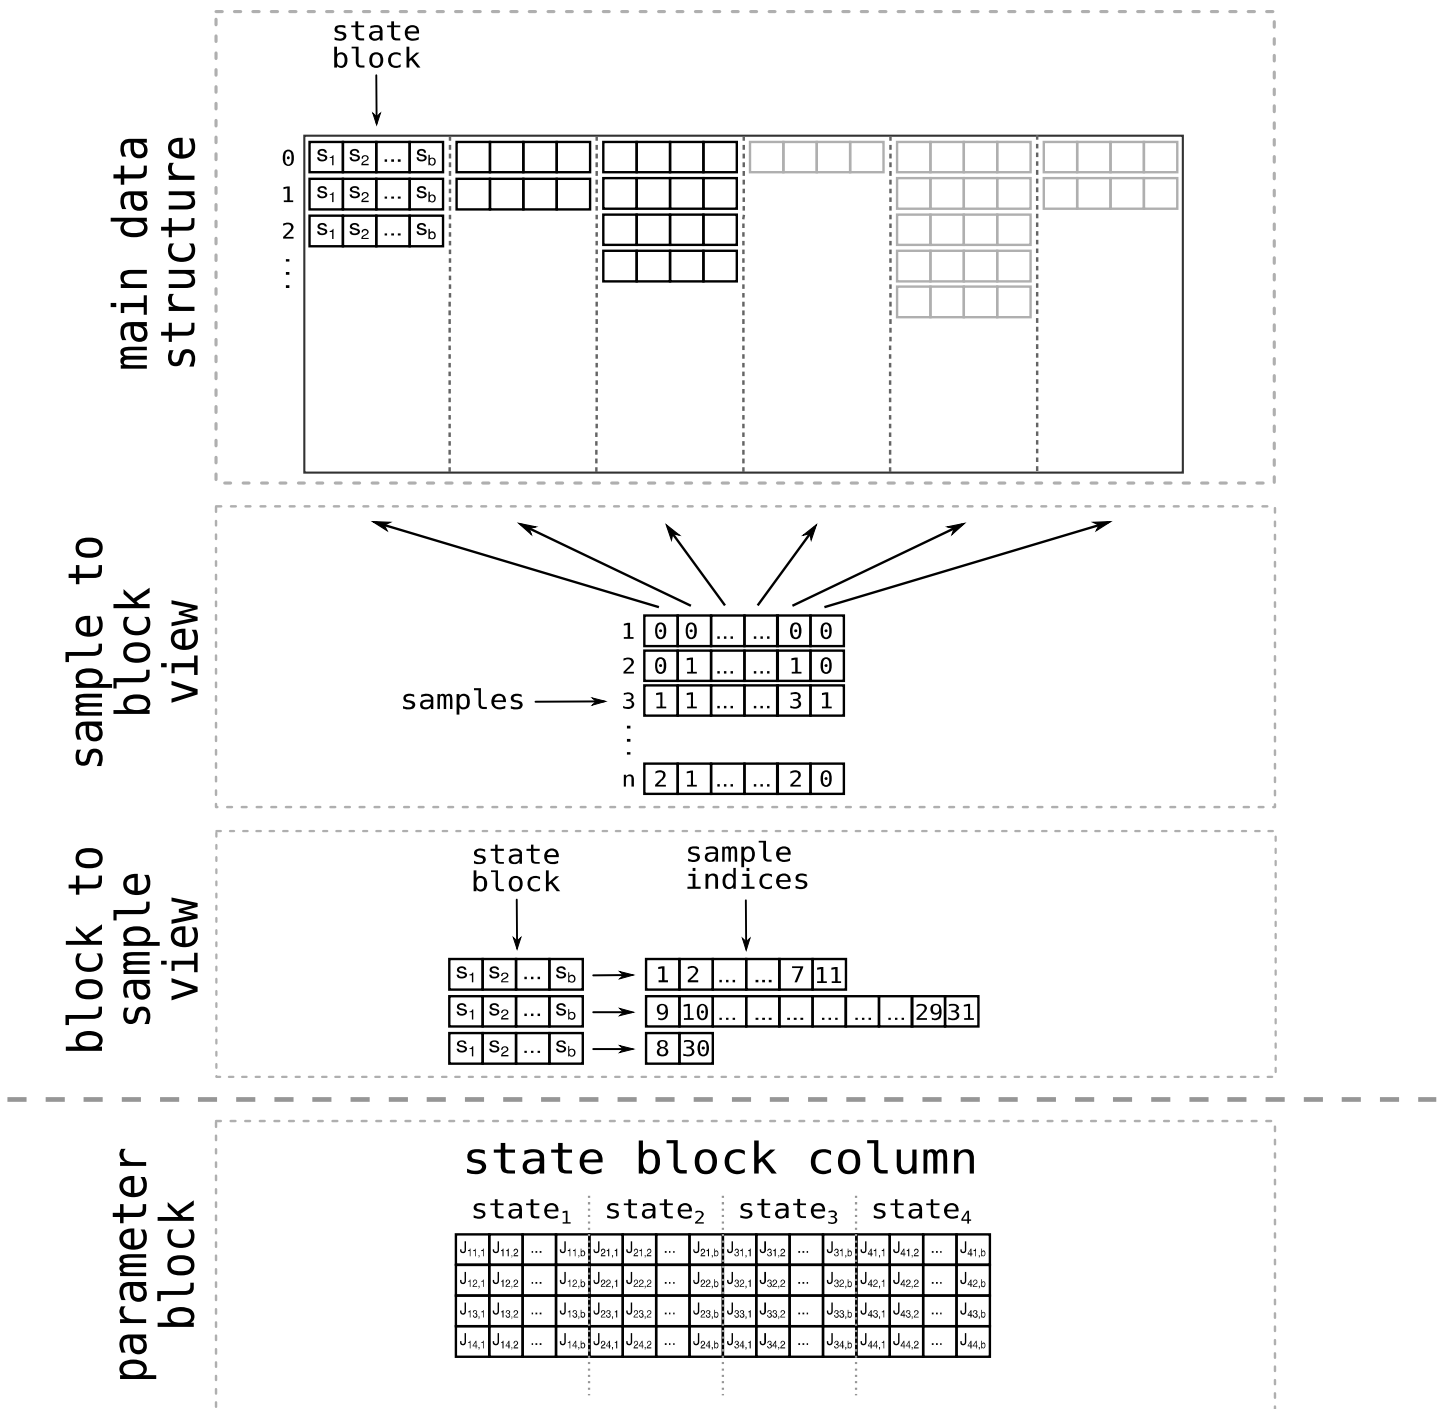 state
block
main data
structure
0 s1 s2 ... sb
1 s1 s2 ... sb
2 s1 s2 ... sb
...
sample to
block
view
1 0 0 ... ... 0 0
2 0 1 ... ... 1 0
samples 3 1 1 ... ... 3 1
...
n 2 1 ... ... 2 0
block to
sample
view
state
block
sample
indices
s1 s2 ... sb 1 2 ... ... 7 11
s1 s2 ... sb 9 10 ... ... ... ... ... ... 29 31
s1 s2 ... sb 8 30
parameter
block
state block column
state1 state2 state3 state4
J11,1 J11,2 ... J11,b J21,1 J21,2 ... J21,b J31,1 J31,2 ... J31,b J41,1 J41,2 ... J41,b
J12,1 J12,2 ... J12,b J22,1 J22,2 ... J22,b J32,1 J32,2 ... J32,b J42,1 J42,2 ... J42,b
J13,1 J13,2 ... J13,b J23,1 J23,2 ... J23,b J33,1 J33,2 ... J33,b J43,1 J43,2 ... J43,b
J14,1 J14,2 ... J14,b J24,1 J24,2 ... J24,b J34,1 J34,2 ... J34,b J44,1 J44,2 ... J44,b